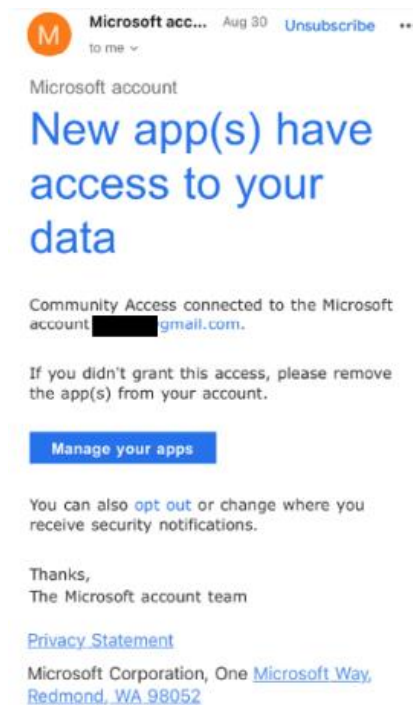 M
Microsoft acc... Aug 30 Unsubscribe ...
to me
Microsoft account
New app(s) have
access to your
data
Community Access connected to the Microsoft
account gmail.com.
If you didn't grant this access, please remove
the app(s) from your account.
Manage your apps
You can also opt out or change where you
receive security notifications.
Thanks,
The Microsoft account team
Privacy Statement
Microsoft Corporation, One Microsoft Way,
Redmond, WA 98052